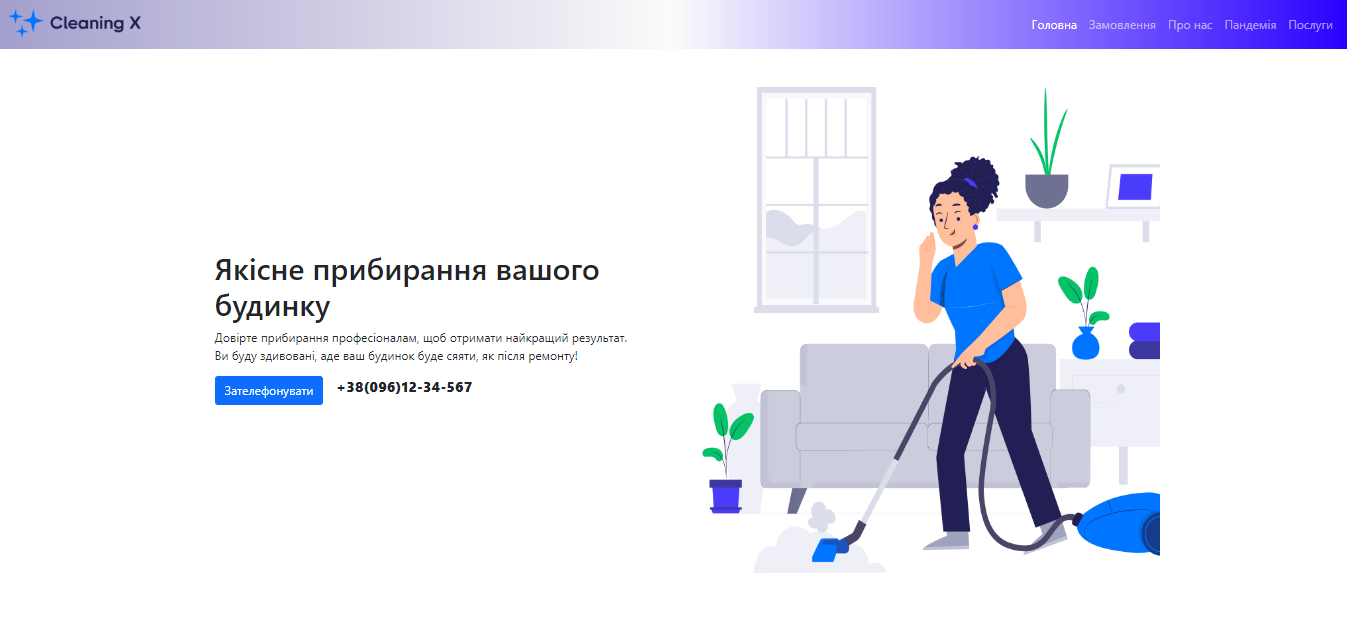 Cleaning X
Головна Замовлення Про нас Пандемія Послуги
Якісне прибирання вашого
будинку
Довірте прибирання професіоналам, щоб отримати найкращий результат.
Ви буду здивовані, аде ваш будинок буде сяяти, як після ремонту!
Зателефонувати +38(096)12-34-567